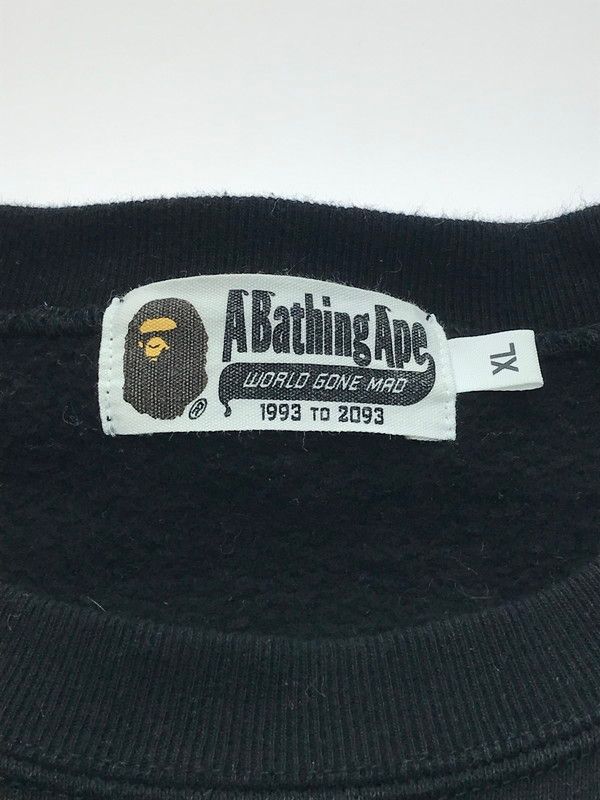 A Bathing Ape
WORLD GONE MAD
1993 TO 2093
®
XL